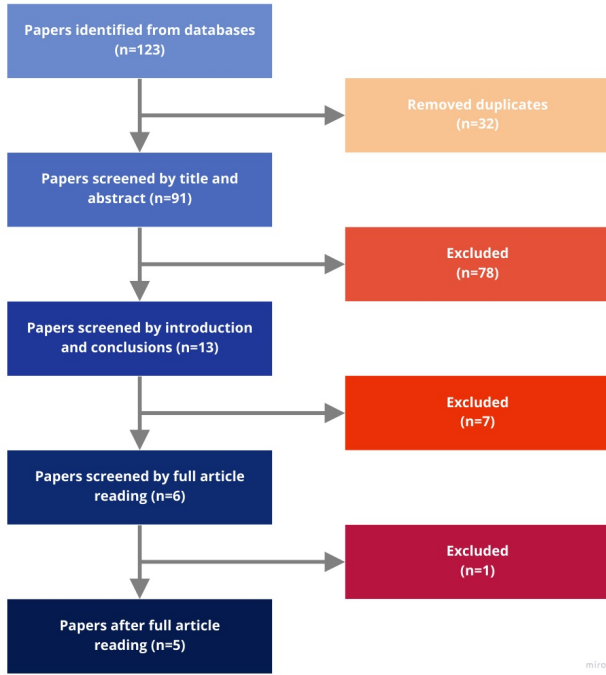 Papers identified from databases
(n=123)
Removed duplicates
(n=32)
Papers screened by title and
abstract (n=91)
Excluded
(n=78)
Papers screened by introduction
and conclusions (n=13)
Excluded
(n=7)
Papers screened by full article
reading (n=6)
Excluded
(n=1)
Papers after full article
reading (n=5)
miro